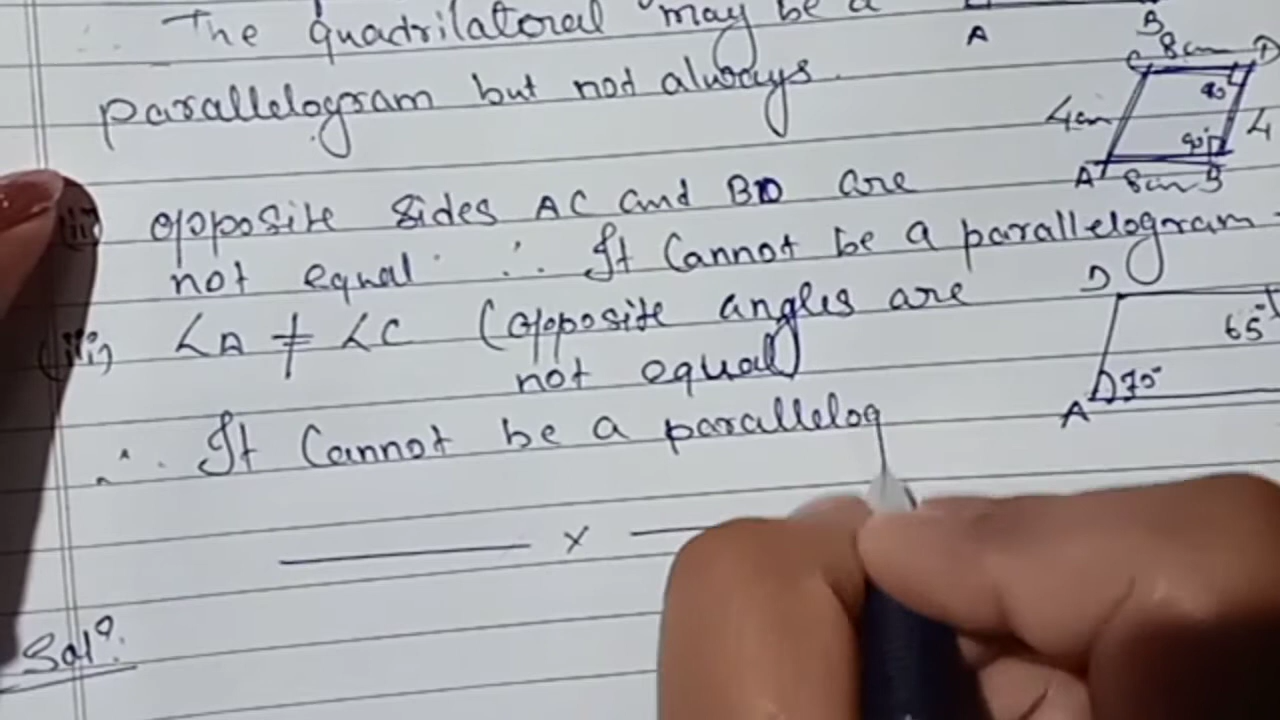 ∴ The quadrilateral may be a
parallelogram but not always.
(ii) opposite sides AC and BD are
not equal ∴ It Cannot be a parallelogram
(iii) ∠A ≠ ∠C (opposite angles are
not equal)
∴ It Cannot be a parallelog
x
Sol?
A B
C 8cm D
4cm 90° 4
90°
A 8cm B
D
65°
A 70°